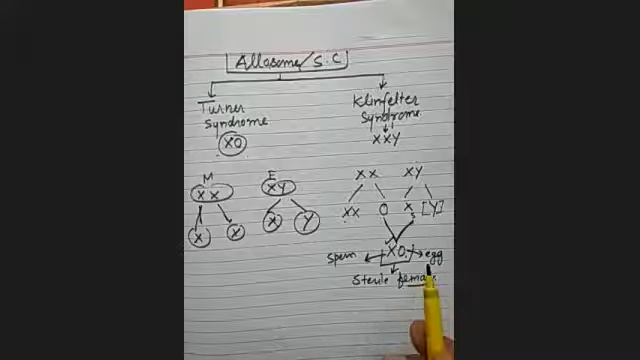 Allosome/S.C
Turner
Syndrome
XO
Klinfelter
Syndrome
XXY
M
XX
F
XY
X
X
X
Y
XX
XY
XX
O
X
[Y]
XO
sperm
egg
Sterile female